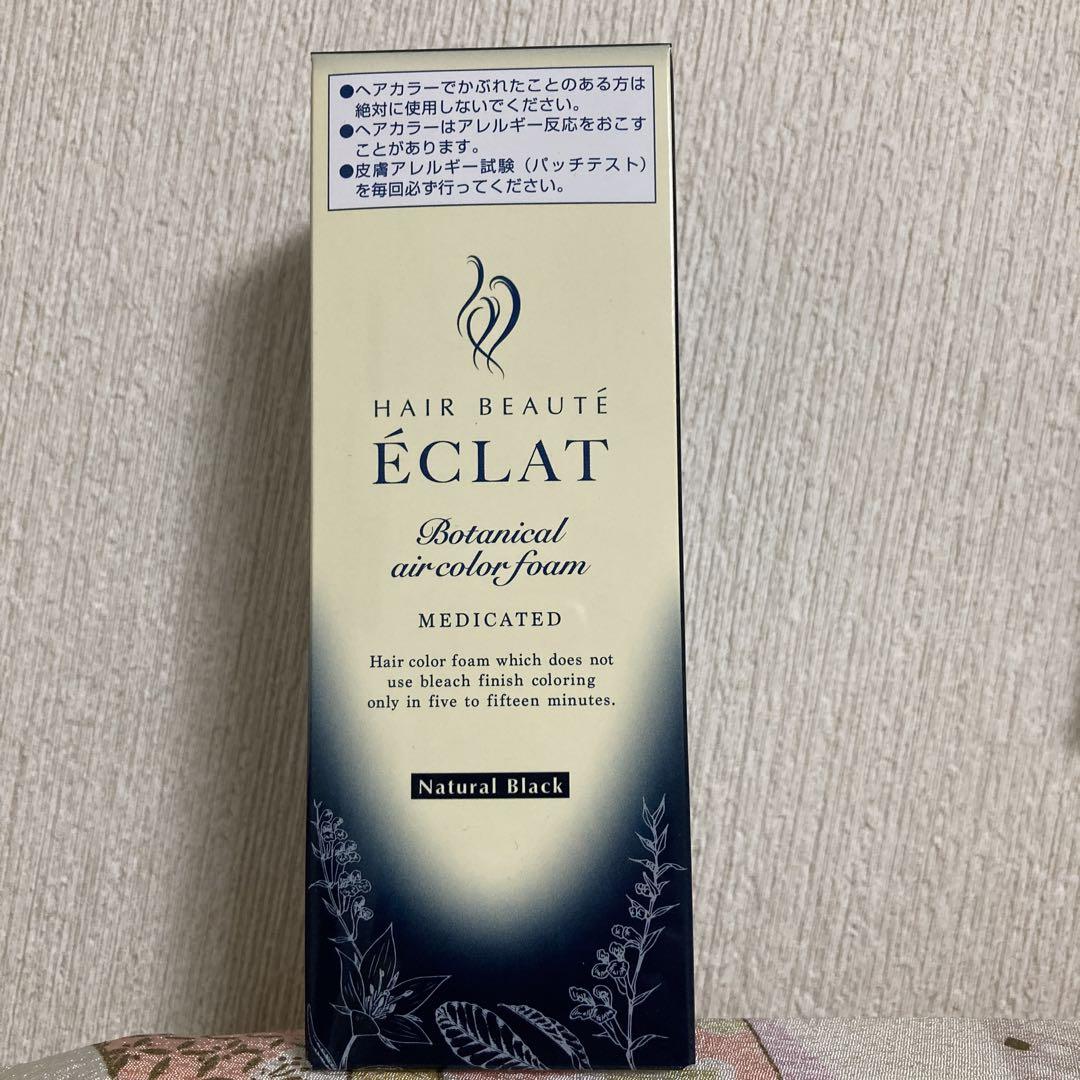 ●ヘアカラーでかぶれたことのある方は
絶対に使用しないでください。
●ヘアカラーはアレルギー反応をおこす
ことがあります。
●皮膚アレルギー試験（パッチテスト）
を毎回必ず行ってください。
HAIR BEAUTÉ
ÉCLAT
Botanical
air color foam
MEDICATED
Hair color foam which does not
use bleach finish coloring
only in five to fifteen minutes.
Natural Black